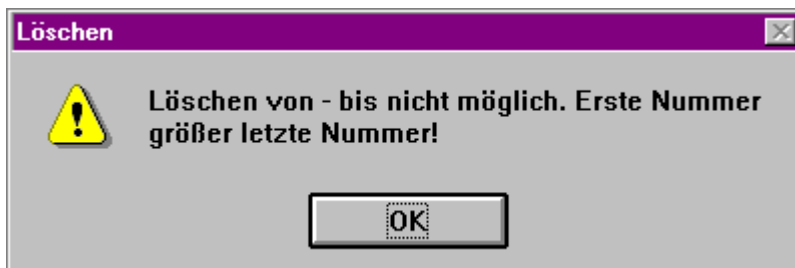 Löschen
Löschen von - bis nicht möglich. Erste Nummer
größer letzte Nummer!
OK